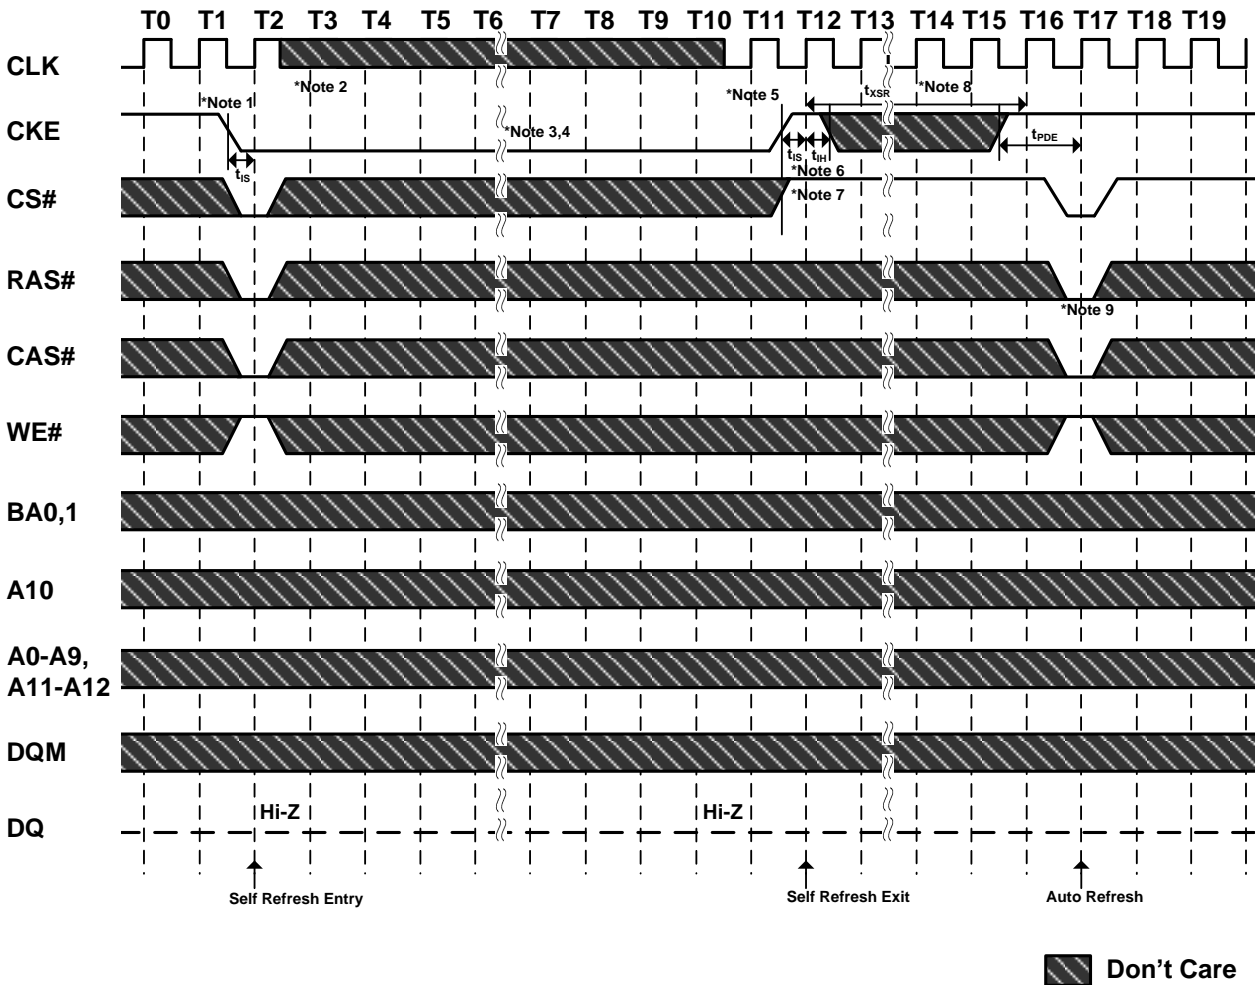 T0 T1 T2 T3 T4 T5 T6 T7 T8 T9 T10 T11 T12 T13 T14 T15 T16 T17 T18 T19
CLK
*Note 2
*Note 5
tXSR
*Note 8
*Note 1
CKE
*Note 3,4
tPDE
tIS
tIS
tIH
*Note 6
CS#
*Note 7
RAS#
*Note 9
CAS#
WE#
BA0,1
A10
A0-A9,
A11-A12
DQM
Hi-Z
Hi-Z
DQ
Self Refresh Entry
Self Refresh Exit
Auto Refresh
Don't Care